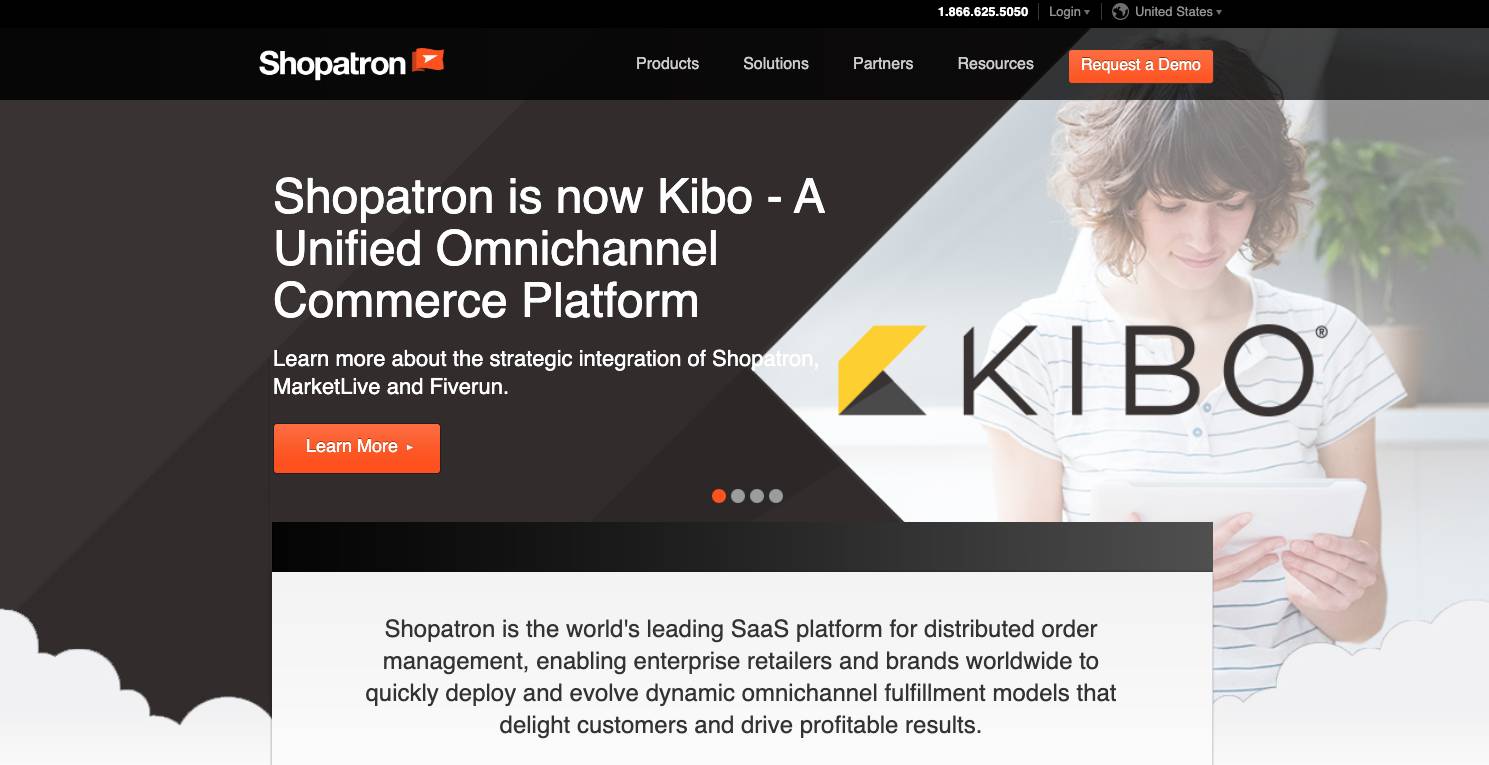 1.866.625.5050 Login United States
Shopatron Products Solutions Partners Resources Request a Demo
Shopatron is now Kibo - A
Unified Omnichannel
Commerce Platform
Learn more about the strategic integration of Shopatron,
MarketLive and Fiverun.
KIBO®
Learn More
Shopatron is the world's leading SaaS platform for distributed order
management, enabling enterprise retailers and brands worldwide to
quickly deploy and evolve dynamic omnichannel fulfillment models that
delight customers and drive profitable results.